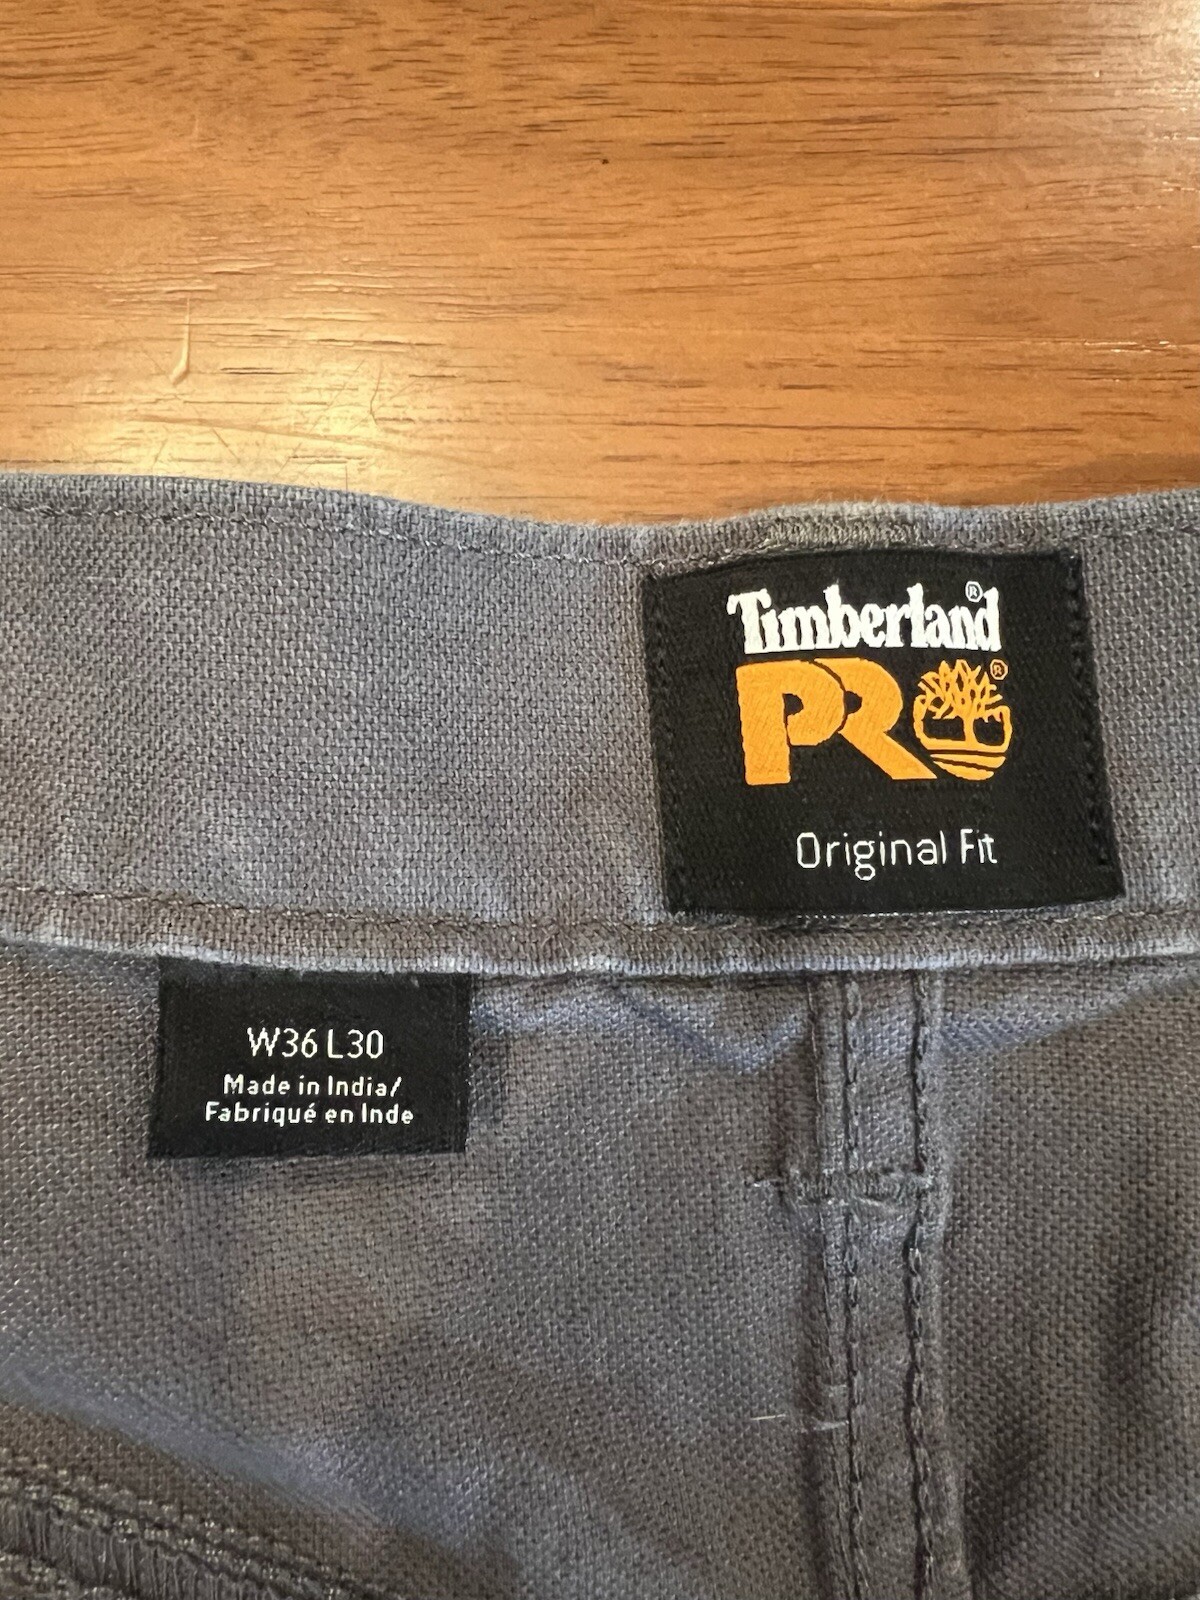 Timberland®
PRO®
Original Fit
W36 L30
Made in India/
Fabriqué en Inde